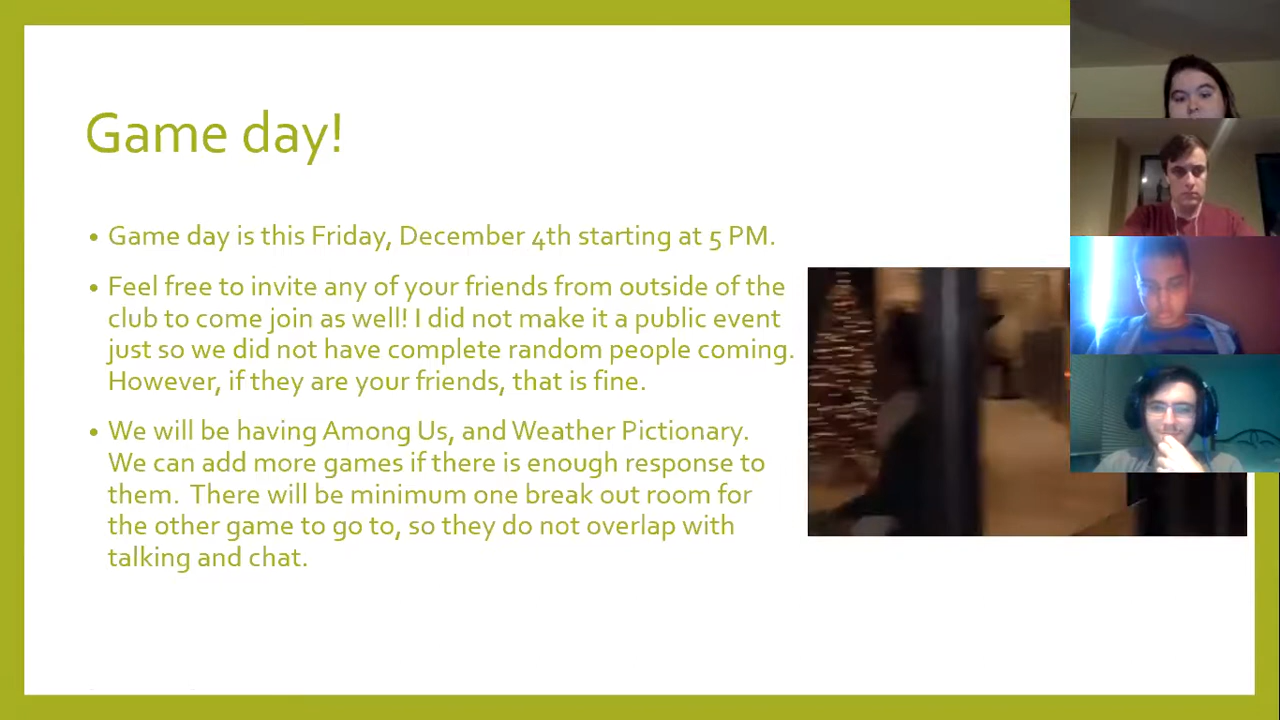 Game day!
• Game day is this Friday, December 4th starting at 5 PM.
• Feel free to invite any of your friends from outside of the
club to come join as well! I did not make it a public event
just so we did not have complete random people coming.
However, if they are your friends, that is fine.
• We will be having Among Us, and Weather Pictionary.
We can add more games if there is enough response to
them.  There will be minimum one break out room for
the other game to go to, so they do not overlap with
talking and chat.